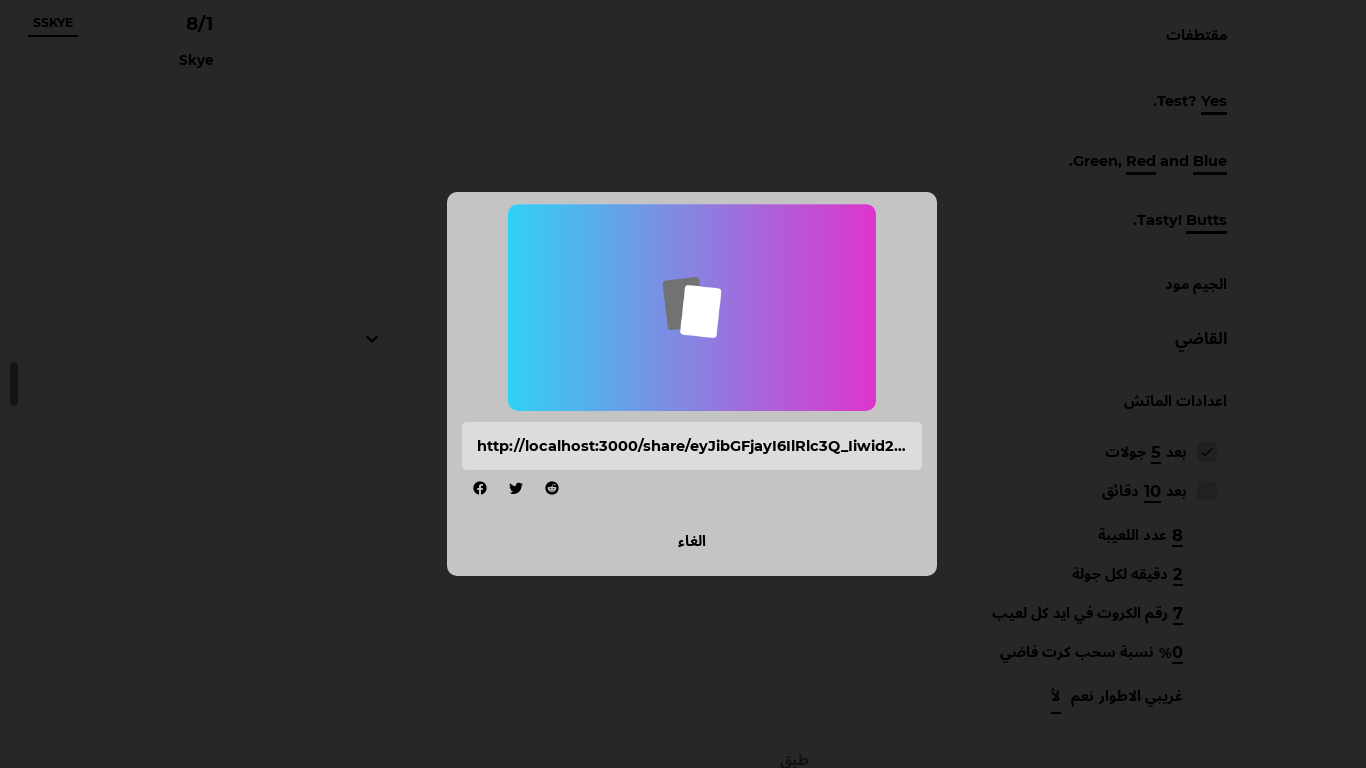 SSKYE
8/1
Skye
مقتطفات
Test? Yes.
Green, Red and Blue.
Tasty! Butts.
الجيم مود
القاضي
اعدادات الماتش
بعد 5 جولات
بعد 10 دقائق
8 عدد اللعيبة
2 دقيقه لكل جولة
7 رقم الكروت في ايد كل لعيب
0% نسبة سحب كرت فاضي
غريبي الاطوار نعم لأ
طبق
http://localhost:3000/share/eyJibGFjayI6IlRlc3Q_Iiwid2...
الغاء